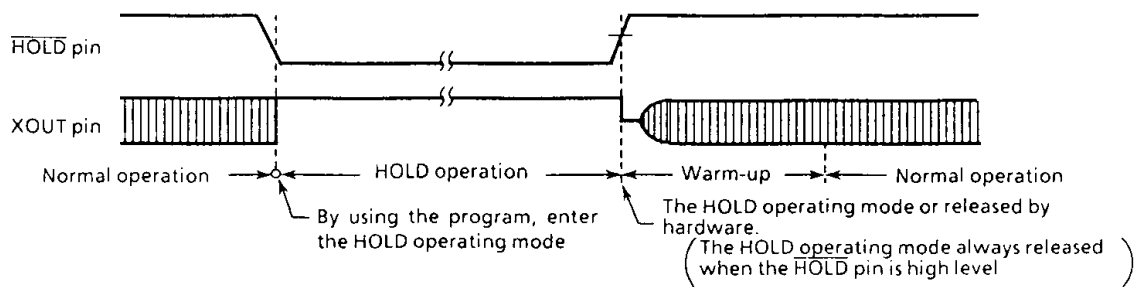 HOLD pin
XOUT pin
Normal operation
HOLD operation
Warm-up
Normal operation
By using the program, enter
the HOLD operating mode
The HOLD operating mode or released by
hardware.
(The HOLD operating mode always released
when the HOLD pin is high level)